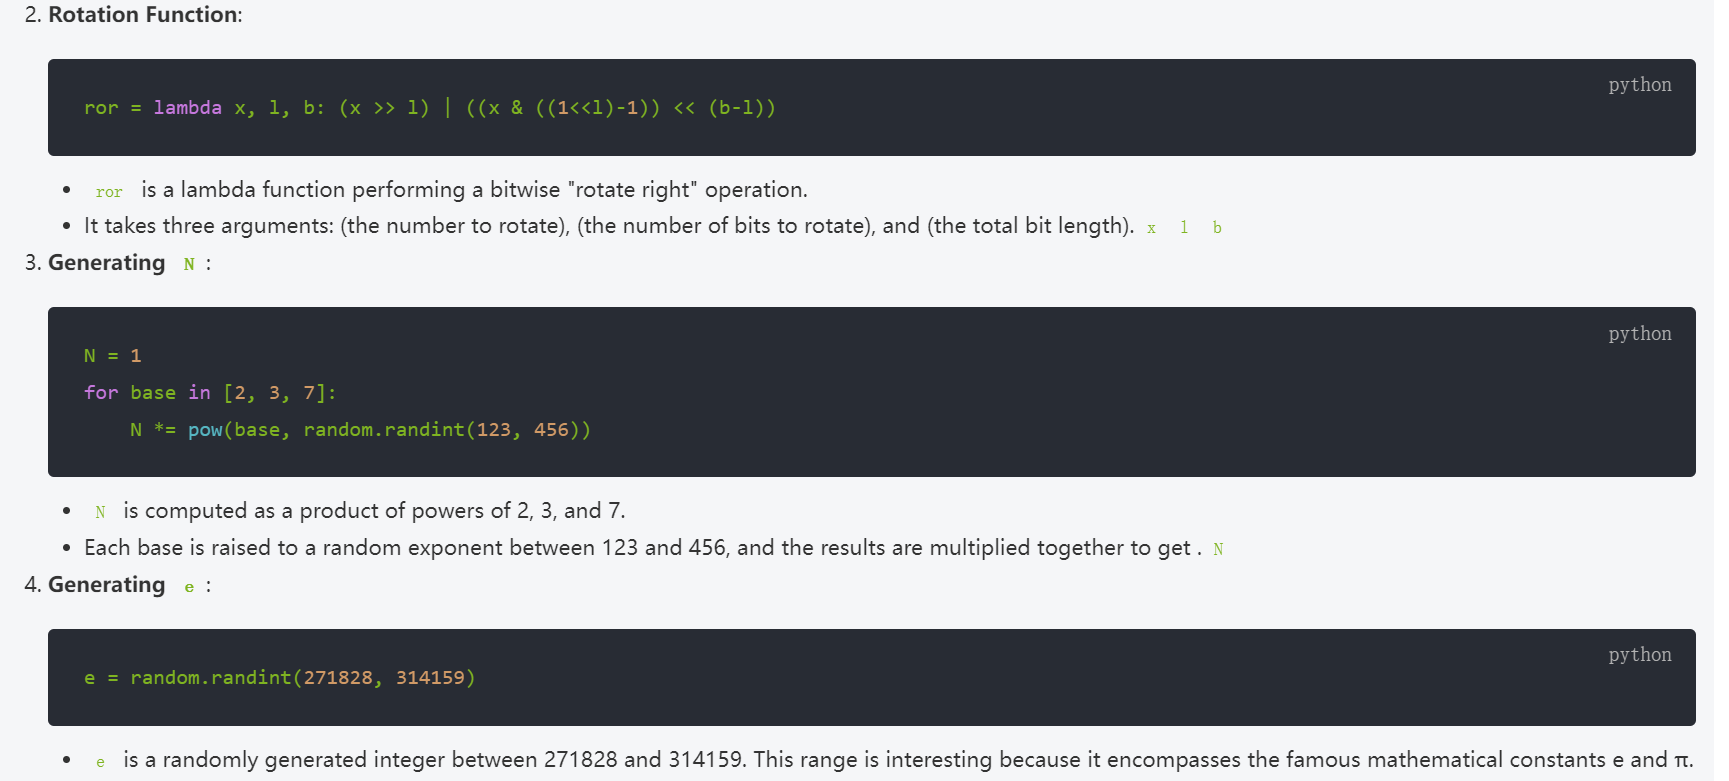 2. Rotation Function:
python
ror = lambda x, l, b: (x >> l) | ((x & ((1<<l)-1)) << (b-l))
• ror is a lambda function performing a bitwise "rotate right" operation.
• It takes three arguments: (the number to rotate), (the number of bits to rotate), and (the total bit length). x l b
3. Generating N :
python
N = 1
for base in [2, 3, 7]:
    N *= pow(base, random.randint(123, 456))
• N is computed as a product of powers of 2, 3, and 7.
• Each base is raised to a random exponent between 123 and 456, and the results are multiplied together to get . N
4. Generating e :
python
e = random.randint(271828, 314159)
• e is a randomly generated integer between 271828 and 314159. This range is interesting because it encompasses the famous mathematical constants e and π.